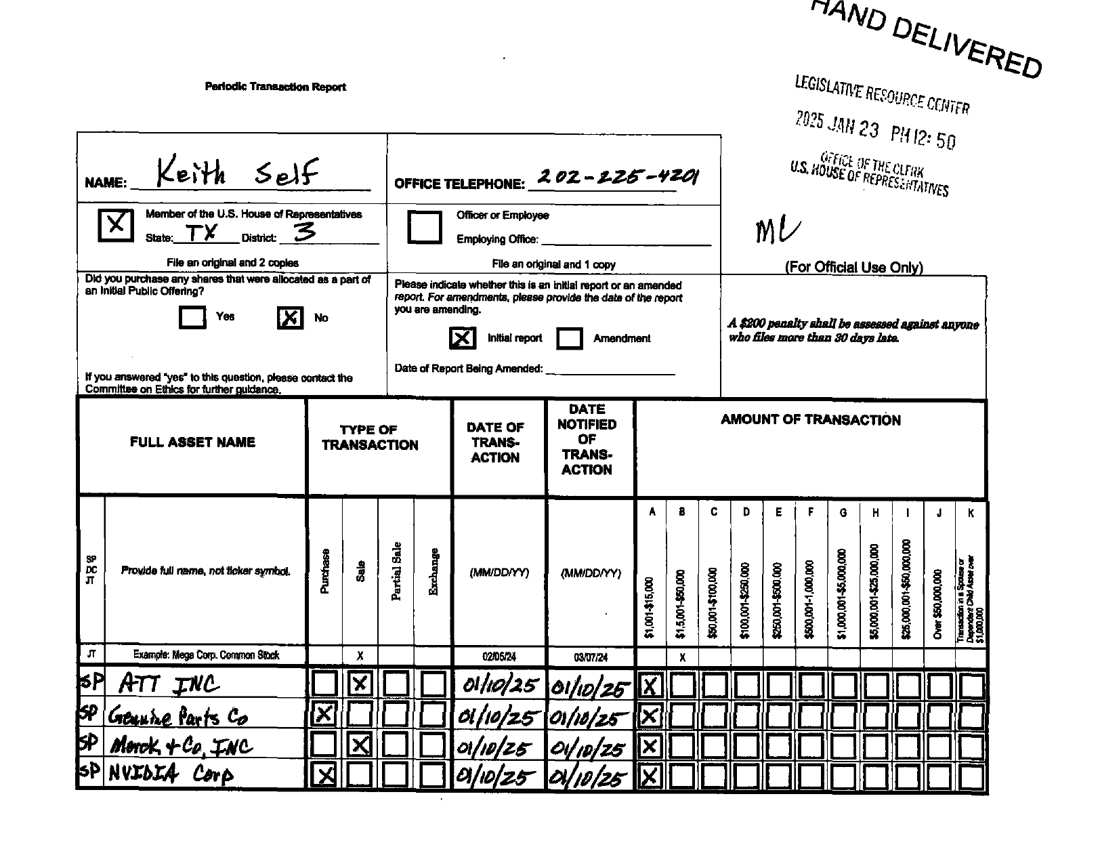 HAND DELIVERED
LEGISLATIVE RESOURCE CENTER
2025 JAN 23 PM 12:50
OFFICE OF THE CLERK
U.S. HOUSE OF REPRESENTATIVES
Periodic Transaction Report
NAME: Keith Self
OFFICE TELEPHONE: 202-225-4201
X Member of the U.S. House of Representatives
State: TX District: 3
Officer or Employee
Employing Office:
(For Official Use Only)
File an original and 2 copies
File an original and 1 copy
Did you purchase any shares that were allocated as a part of
an Initial Public Offering?
Yes X No
If you answered "yes" to this question, please contact the
Committee on Ethics for further guidance.
Please indicate whether this is an initial report or an amended
report. For amendments, please provide the date of the report
you are amending.
X Initial report Amendment
Date of Report Being Amended:
A $200 penalty shall be assessed against anyone
who files more than 30 days late.
FULL ASSET NAME
TYPE OF
TRANSACTION
DATE OF
TRANS-
ACTION
DATE
NOTIFIED
OF
TRANS-
ACTION
AMOUNT OF TRANSACTION
SP
DC
JT
Provide full name, not ticker symbol.
Purchase
Sale
Partial Sale
Exchange
(MM/DD/YY)
(MM/DD/YY)
A B C D E F G H I J K
$1,001-$15,000
$1,5,001-$50,000
$50,001-$100,000
$100,001-$250,000
$250,001-$500,000
$500,001-1,000,000
$1,000,001-$5,000,000
$5,000,001-$25,000,000
$25,000,001-$50,000,000
Over $50,000,000
Transaction in a Spouse or
Dependent Child Asset over
$1,000,000
JT Example: Mega Corp. Common Stock X 02/05/24 03/07/24 X
SP ATT INC X 01/10/25 01/10/25 X
SP Genuine Parts Co X 01/10/25 01/10/25 X
SP Merck + Co, INC X 01/10/25 01/10/25 X
SP NVIDIA Corp X 01/10/25 01/10/25 X